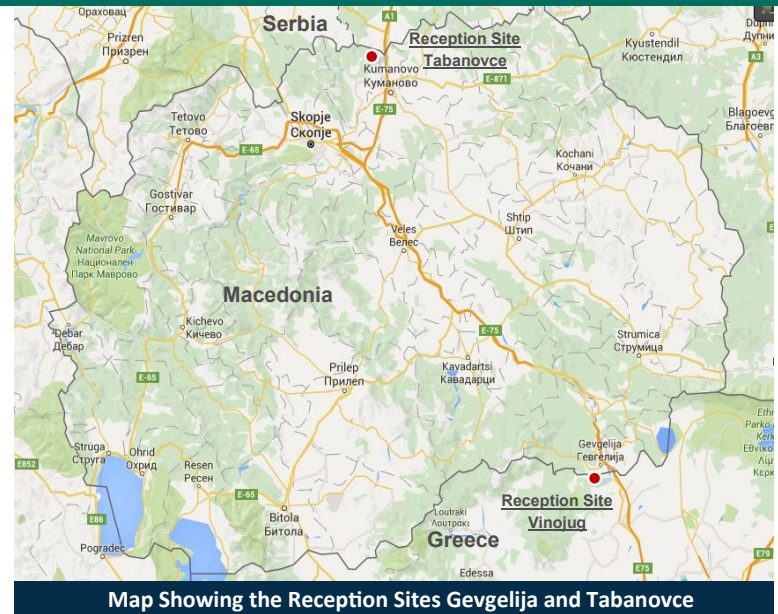 Ораховац
Prizren
Призрен
Serbia
A1
Reception Site
Tabanovce
Kyustendil
Кюстендил
A3
Kumanovo
Куманово
E-871
E-75
Tetovo
Тетово
Skopje
Скопје
E-65
Gostivar
Гостивар
Kochani
Кочани
Mavrovo
National Park
Национален
Парк Маврово
Veles
Велес
Shtip
Штип
Macedonia
Debar
Дебар
Kichevo
Кичево
E-75
Strumica
Струмица
Prilep
Прилеп
Kavadartsi
Кавадарци
E-65
Struga
Струга
Ohrid
Охрид
E852
Resen
Ресен
E-65
Gevgelija
Гевгелија
Reception Site
Vinojug
Bitola
Битола
E86
Loutraki
Λουτρακι
Greece
Pogradec
Edessa
E75
E79
Map Showing the Reception Sites Gevgelija and Tabanovce